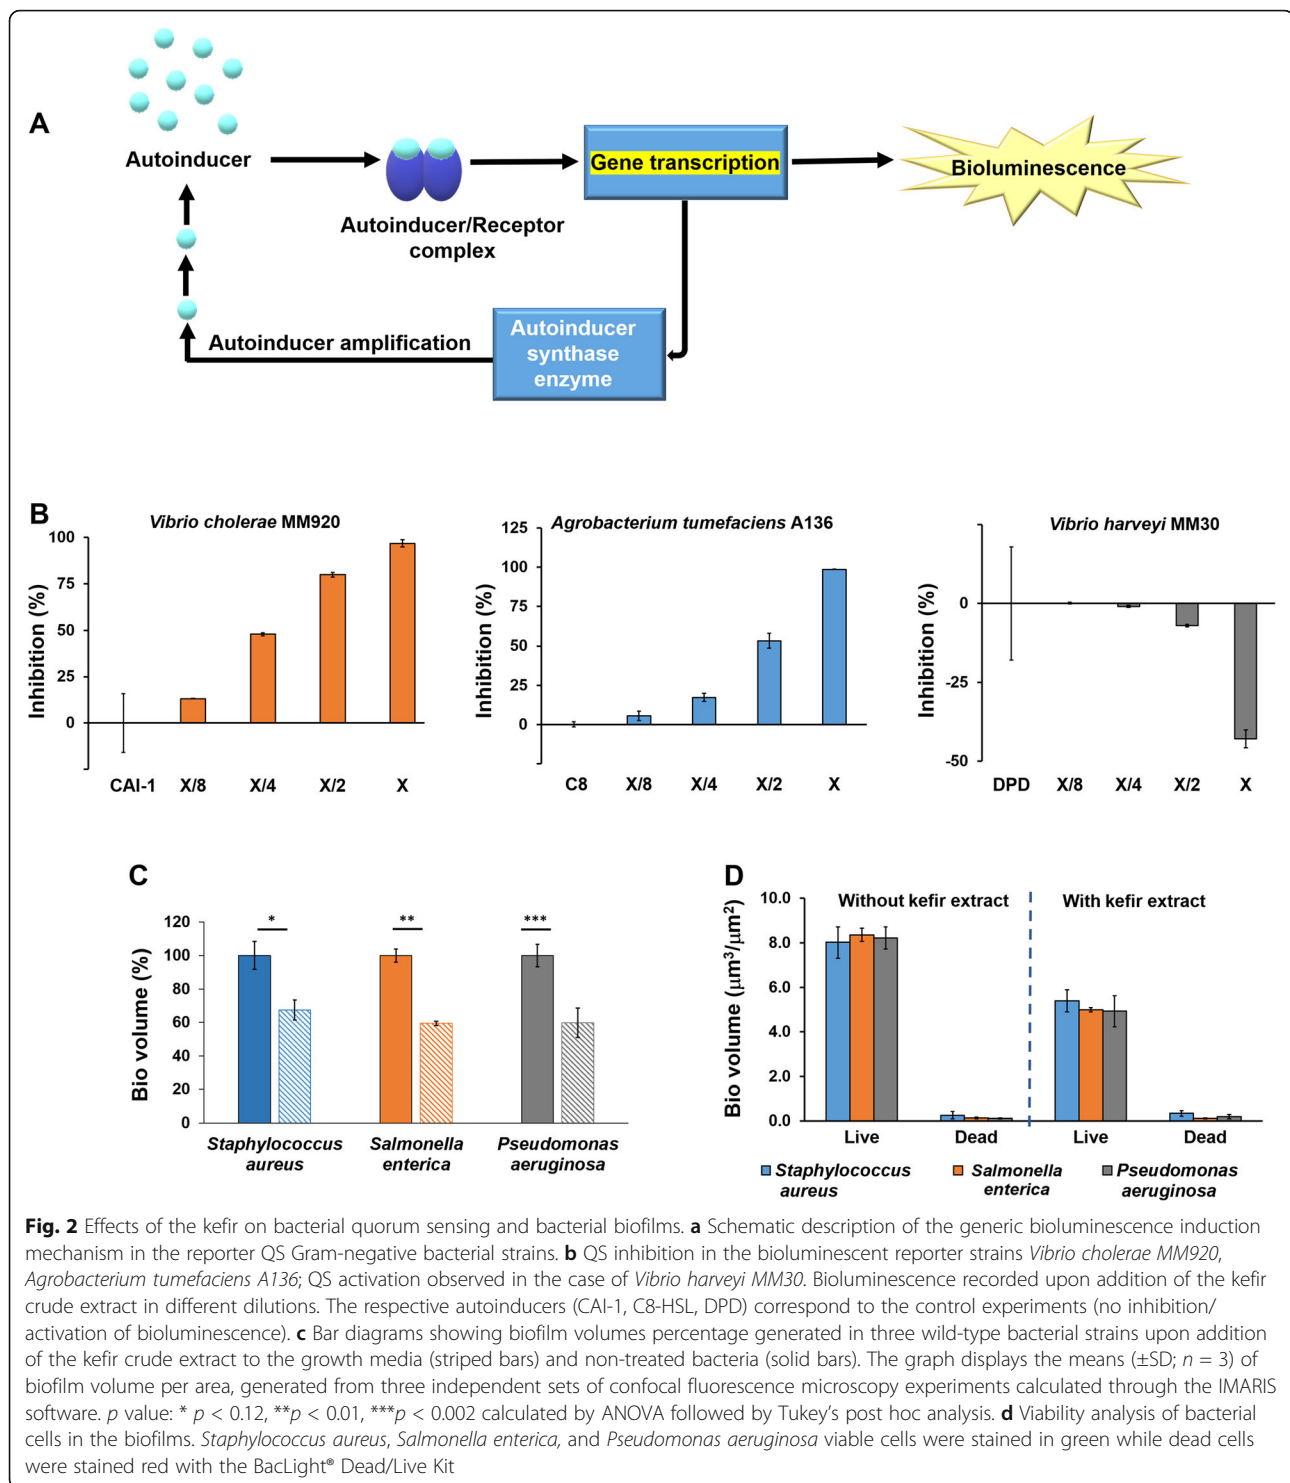 A
Autoinducer
Autoinducer/Receptor
complex
Gene transcription
Bioluminescence
Autoinducer amplification
Autoinducer
synthase
enzyme
B
Vibrio cholerae MM920
Inhibition (%)
100
75
50
25
0
CAI-1 X/8 X/4 X/2 X
Agrobacterium tumefaciens A136
Inhibition (%)
125
100
75
50
25
0
C8 X/8 X/4 X/2 X
Vibrio harveyi MM30
Inhibition (%)
0
-25
-50
DPD X/8 X/4 X/2 X
C
Bio volume (%)
120
100
80
60
40
20
0
* ** ***
Staphylococcus aureus
Salmonella enterica
Pseudomonas aeruginosa
D
Bio volume (µm³/µm²)
10.0
8.0
6.0
4.0
2.0
0.0
Without kefir extract
With kefir extract
Live Dead Live Dead
Staphylococcus aureus
Salmonella enterica
Pseudomonas aeruginosa
Fig. 2 Effects of the kefir on bacterial quorum sensing and bacterial biofilms. a Schematic description of the generic bioluminescence induction
mechanism in the reporter QS Gram-negative bacterial strains. b QS inhibition in the bioluminescent reporter strains Vibrio cholerae MM920,
Agrobacterium tumefaciens A136; QS activation observed in the case of Vibrio harveyi MM30. Bioluminescence recorded upon addition of the kefir
crude extract in different dilutions. The respective autoinducers (CAI-1, C8-HSL, DPD) correspond to the control experiments (no inhibition/
activation of bioluminescence). c Bar diagrams showing biofilm volumes percentage generated in three wild-type bacterial strains upon addition
of the kefir crude extract to the growth media (striped bars) and non-treated bacteria (solid bars). The graph displays the means (±SD; n = 3) of
biofilm volume per area, generated from three independent sets of confocal fluorescence microscopy experiments calculated through the IMARIS
software. p value: * p < 0.12, **p < 0.01, ***p < 0.002 calculated by ANOVA followed by Tukey's post hoc analysis. d Viability analysis of bacterial
cells in the biofilms. Staphylococcus aureus, Salmonella enterica, and Pseudomonas aeruginosa viable cells were stained in green while dead cells
were stained red with the BacLight® Dead/Live Kit